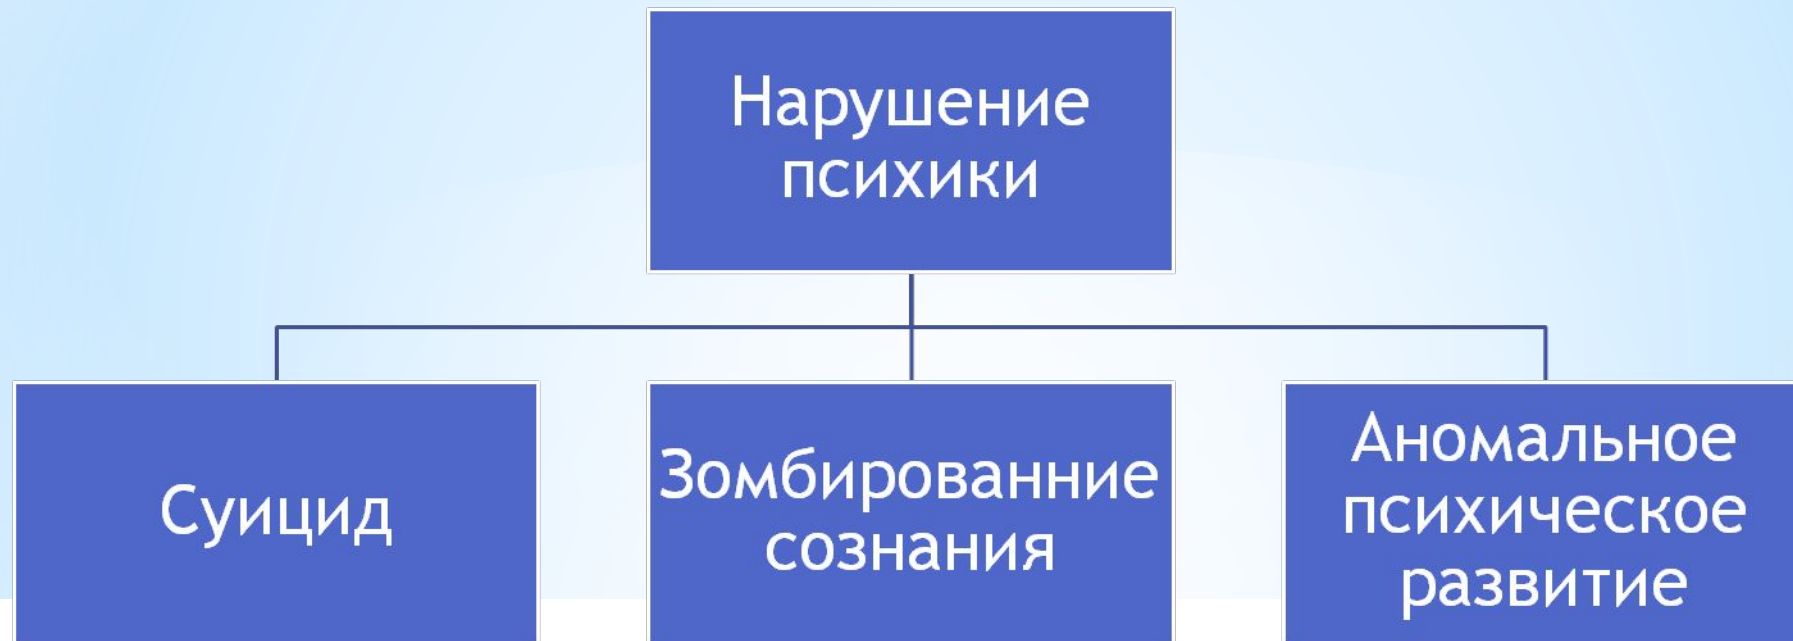 Нарушение
психики
Суицид
Зомбированние
сознания
Аномальное
психическое
развитие